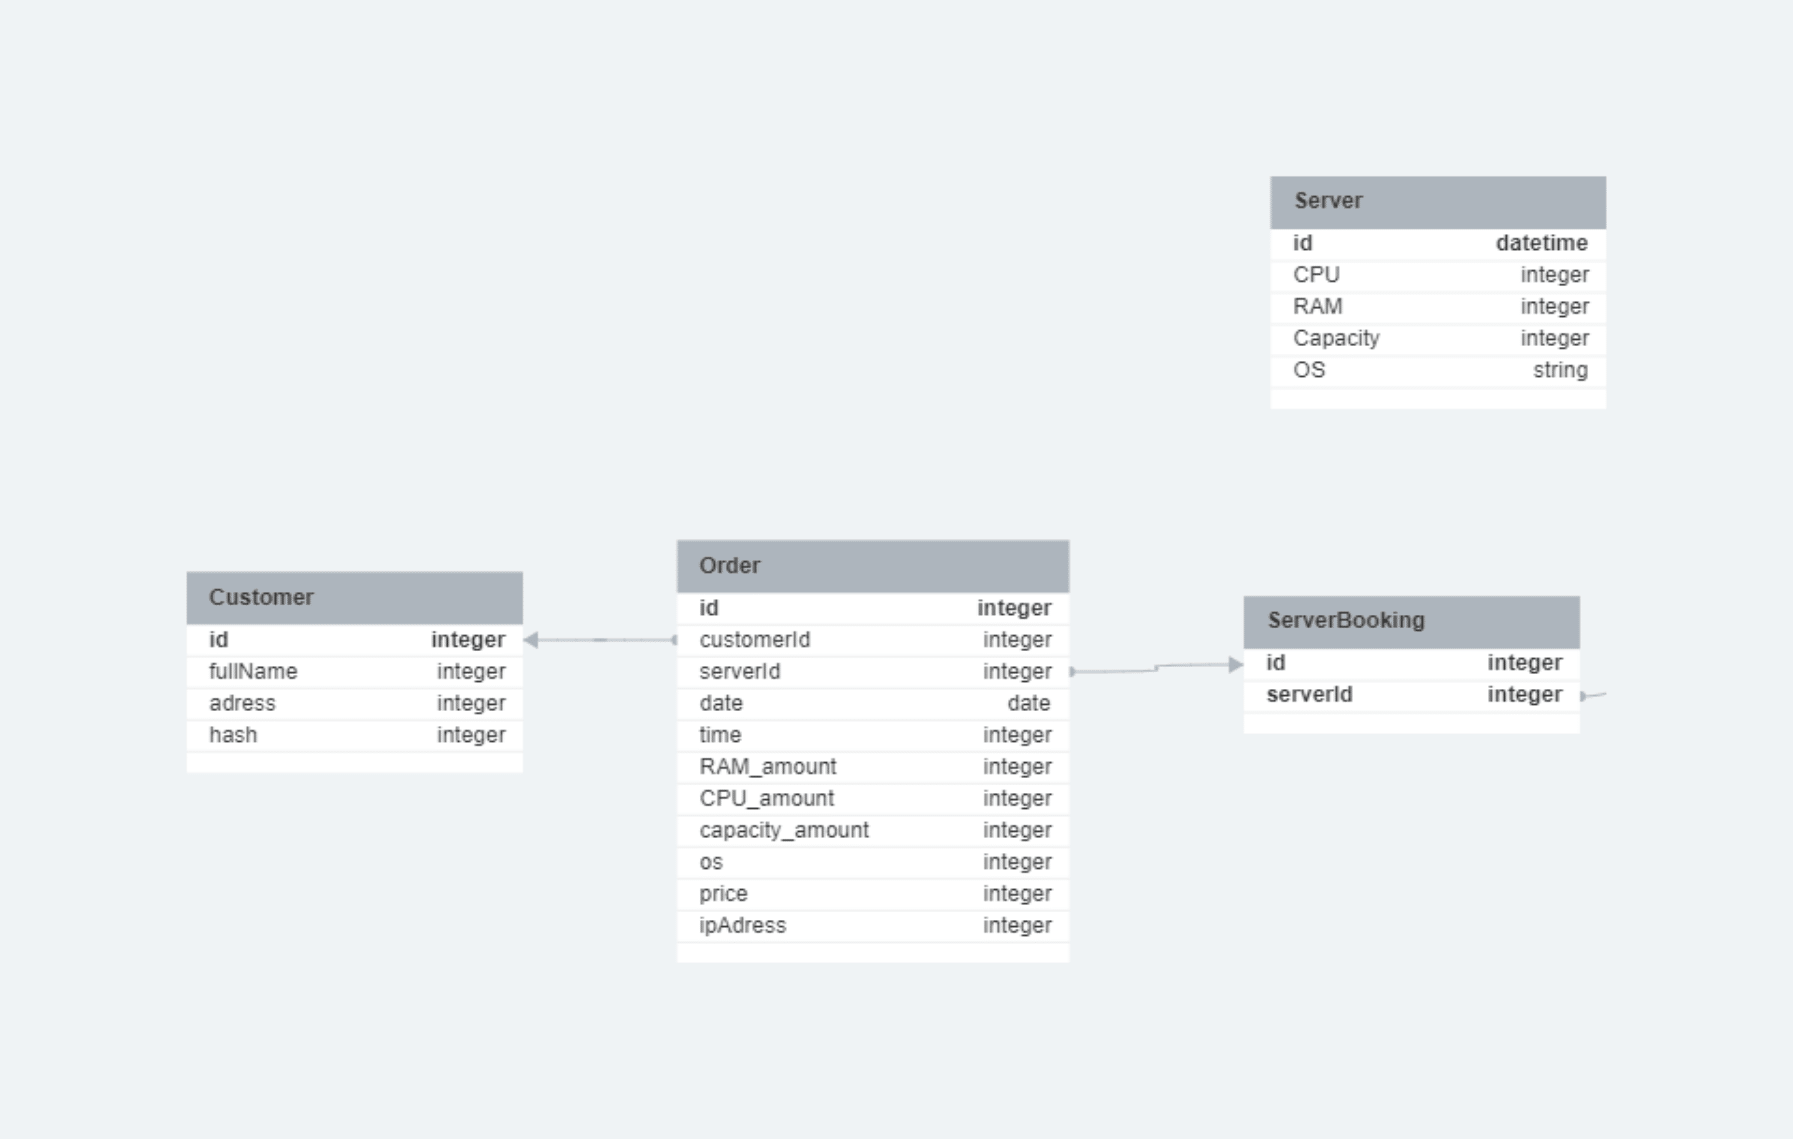 Server
id datetime
CPU integer
RAM integer
Capacity integer
OS string
Customer
id integer
fullName integer
adress integer
hash integer
Order
id integer
customerId integer
serverId integer
date date
time integer
RAM_amount integer
CPU_amount integer
capacity_amount integer
os integer
price integer
ipAdress integer
ServerBooking
id integer
serverId integer